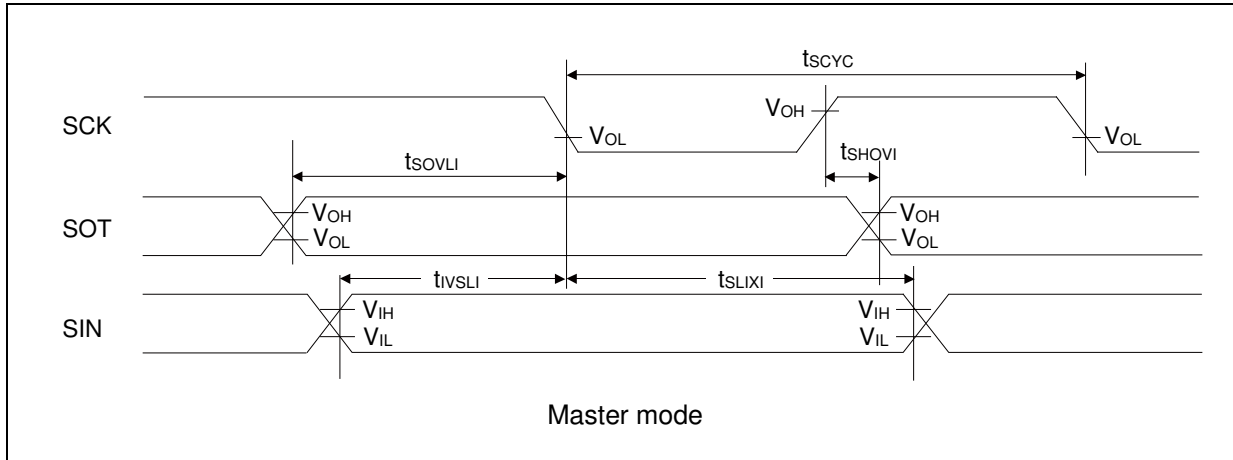 tSCYC
SCK
VOH
VOL
VOL
tSHOVI
tSOVLI
SOT
VOH
VOL
VOH
VOL
tIVSLI
tSLIXI
SIN
VIH
VIL
VIH
VIL
Master mode